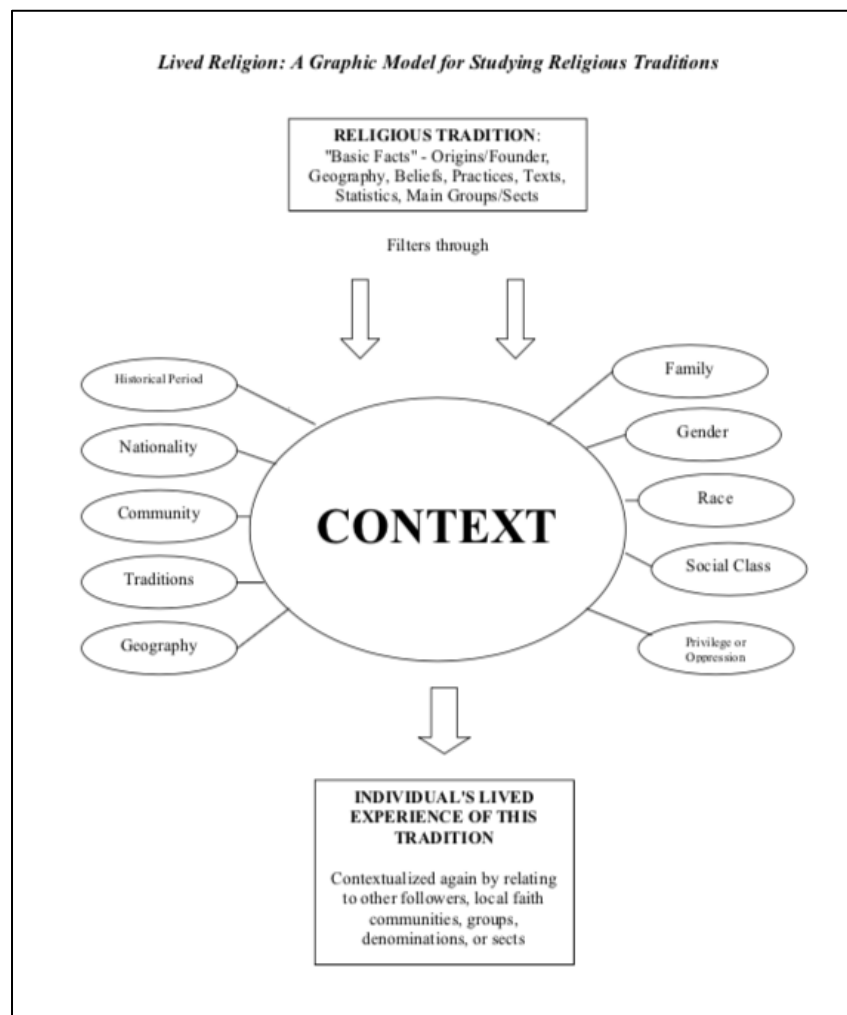 Lived Religion: A Graphic Model for Studying Religious Traditions
RELIGIOUS TRADITION:
"Basic Facts" - Origins/Founder,
Geography, Beliefs, Practices, Texts,
Statistics, Main Groups/Sects
Filters through
Historical Period
Nationality
Community
Traditions
Geography
CONTEXT
Family
Gender
Race
Social Class
Privilege or
Oppression
INDIVIDUAL'S LIVED
EXPERIENCE OF THIS
TRADITION
Contextualized again by relating
to other followers, local faith
communities, groups,
denominations, or sects